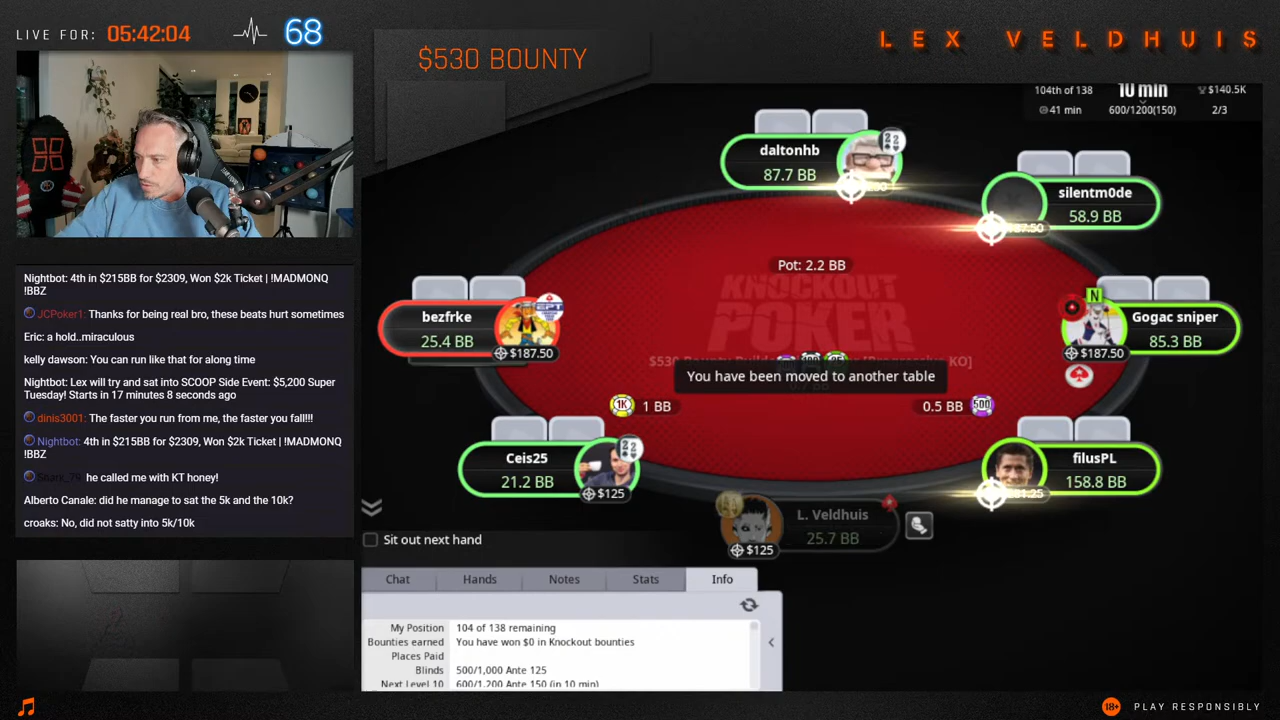 LIVE FOR: 05:42:04 68
$530 BOUNTY
LEX VELDHUIS
104th of 138
41 min
10 min
600/1200(150)
$140.5K
2/3
Nightbot: 4th in $215BB for $2309, Won $2k Ticket | !MADMONQ
!BBZ
JCPoker1: Thanks for being real bro, these beats hurt sometimes
Eric: a hold..miraculous
kelly dawson: You can run like that for along time
Nightbot: Lex will try and sat into SCOOP Side Event: $5,200 Super
Tuesday! Starts in 17 minutes 8 seconds ago
dinis3001: The faster you run from me, the faster you fall!!!
Nightbot: 4th in $215BB for $2309, Won $2k Ticket | !MADMONQ
!BBZ
he called me with KT honey!
Alberto Canale: did he manage to sat the 5k and the 10k?
croaks: No, did not satty into 5k/10k
daltonhb
87.7 BB
silentm0de
58.9 BB
Pot: 2.2 BB
KNOCKOUT
POKER
bezfrke
25.4 BB
$187.50
N
Gogac sniper
85.3 BB
$187.50
You have been moved to another table
1K
1 BB
0.5 BB
500
Ceis25
21.2 BB
$125
filusPL
158.8 BB
L. Veldhuis
25.7 BB
$125
Sit out next hand
Chat
Hands
Notes
Stats
Info
My Position 104 of 138 remaining
Bounties earned You have won $0 in Knockout bounties
Places Paid
Blinds 500/1,000 Ante 125
Next Level 10 600/1,200 Ante 150 (in 10 min)
18+ PLAY RESPONSIBLY